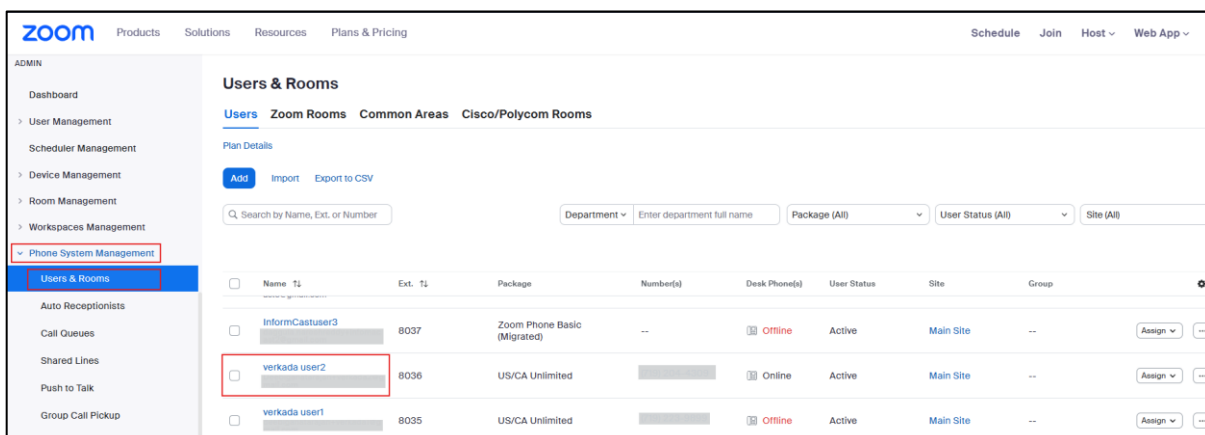 zoom Products Solutions Resources Plans & Pricing Schedule Join Host Web App
ADMIN
Dashboard
User Management
Scheduler Management
Device Management
Room Management
Workspaces Management
Phone System Management
Users & Rooms
Auto Receptionists
Call Queues
Shared Lines
Push to Talk
Group Call Pickup
Users & Rooms
Users Zoom Rooms Common Areas Cisco/Polycom Rooms
Plan Details
Add Import Export to CSV
Search by Name, Ext. or Number Department Enter department full name Package (All) User Status (All) Site (All)
Name Ext. Package Number(s) Desk Phone(s) User Status Site Group
InformCastuser3 8037 Zoom Phone Basic (Migrated) -- Offline Active Main Site -- Assign
verkada user2 8036 US/CA Unlimited Online Active Main Site -- Assign
verkada user1 8035 US/CA Unlimited Offline Active Main Site -- Assign